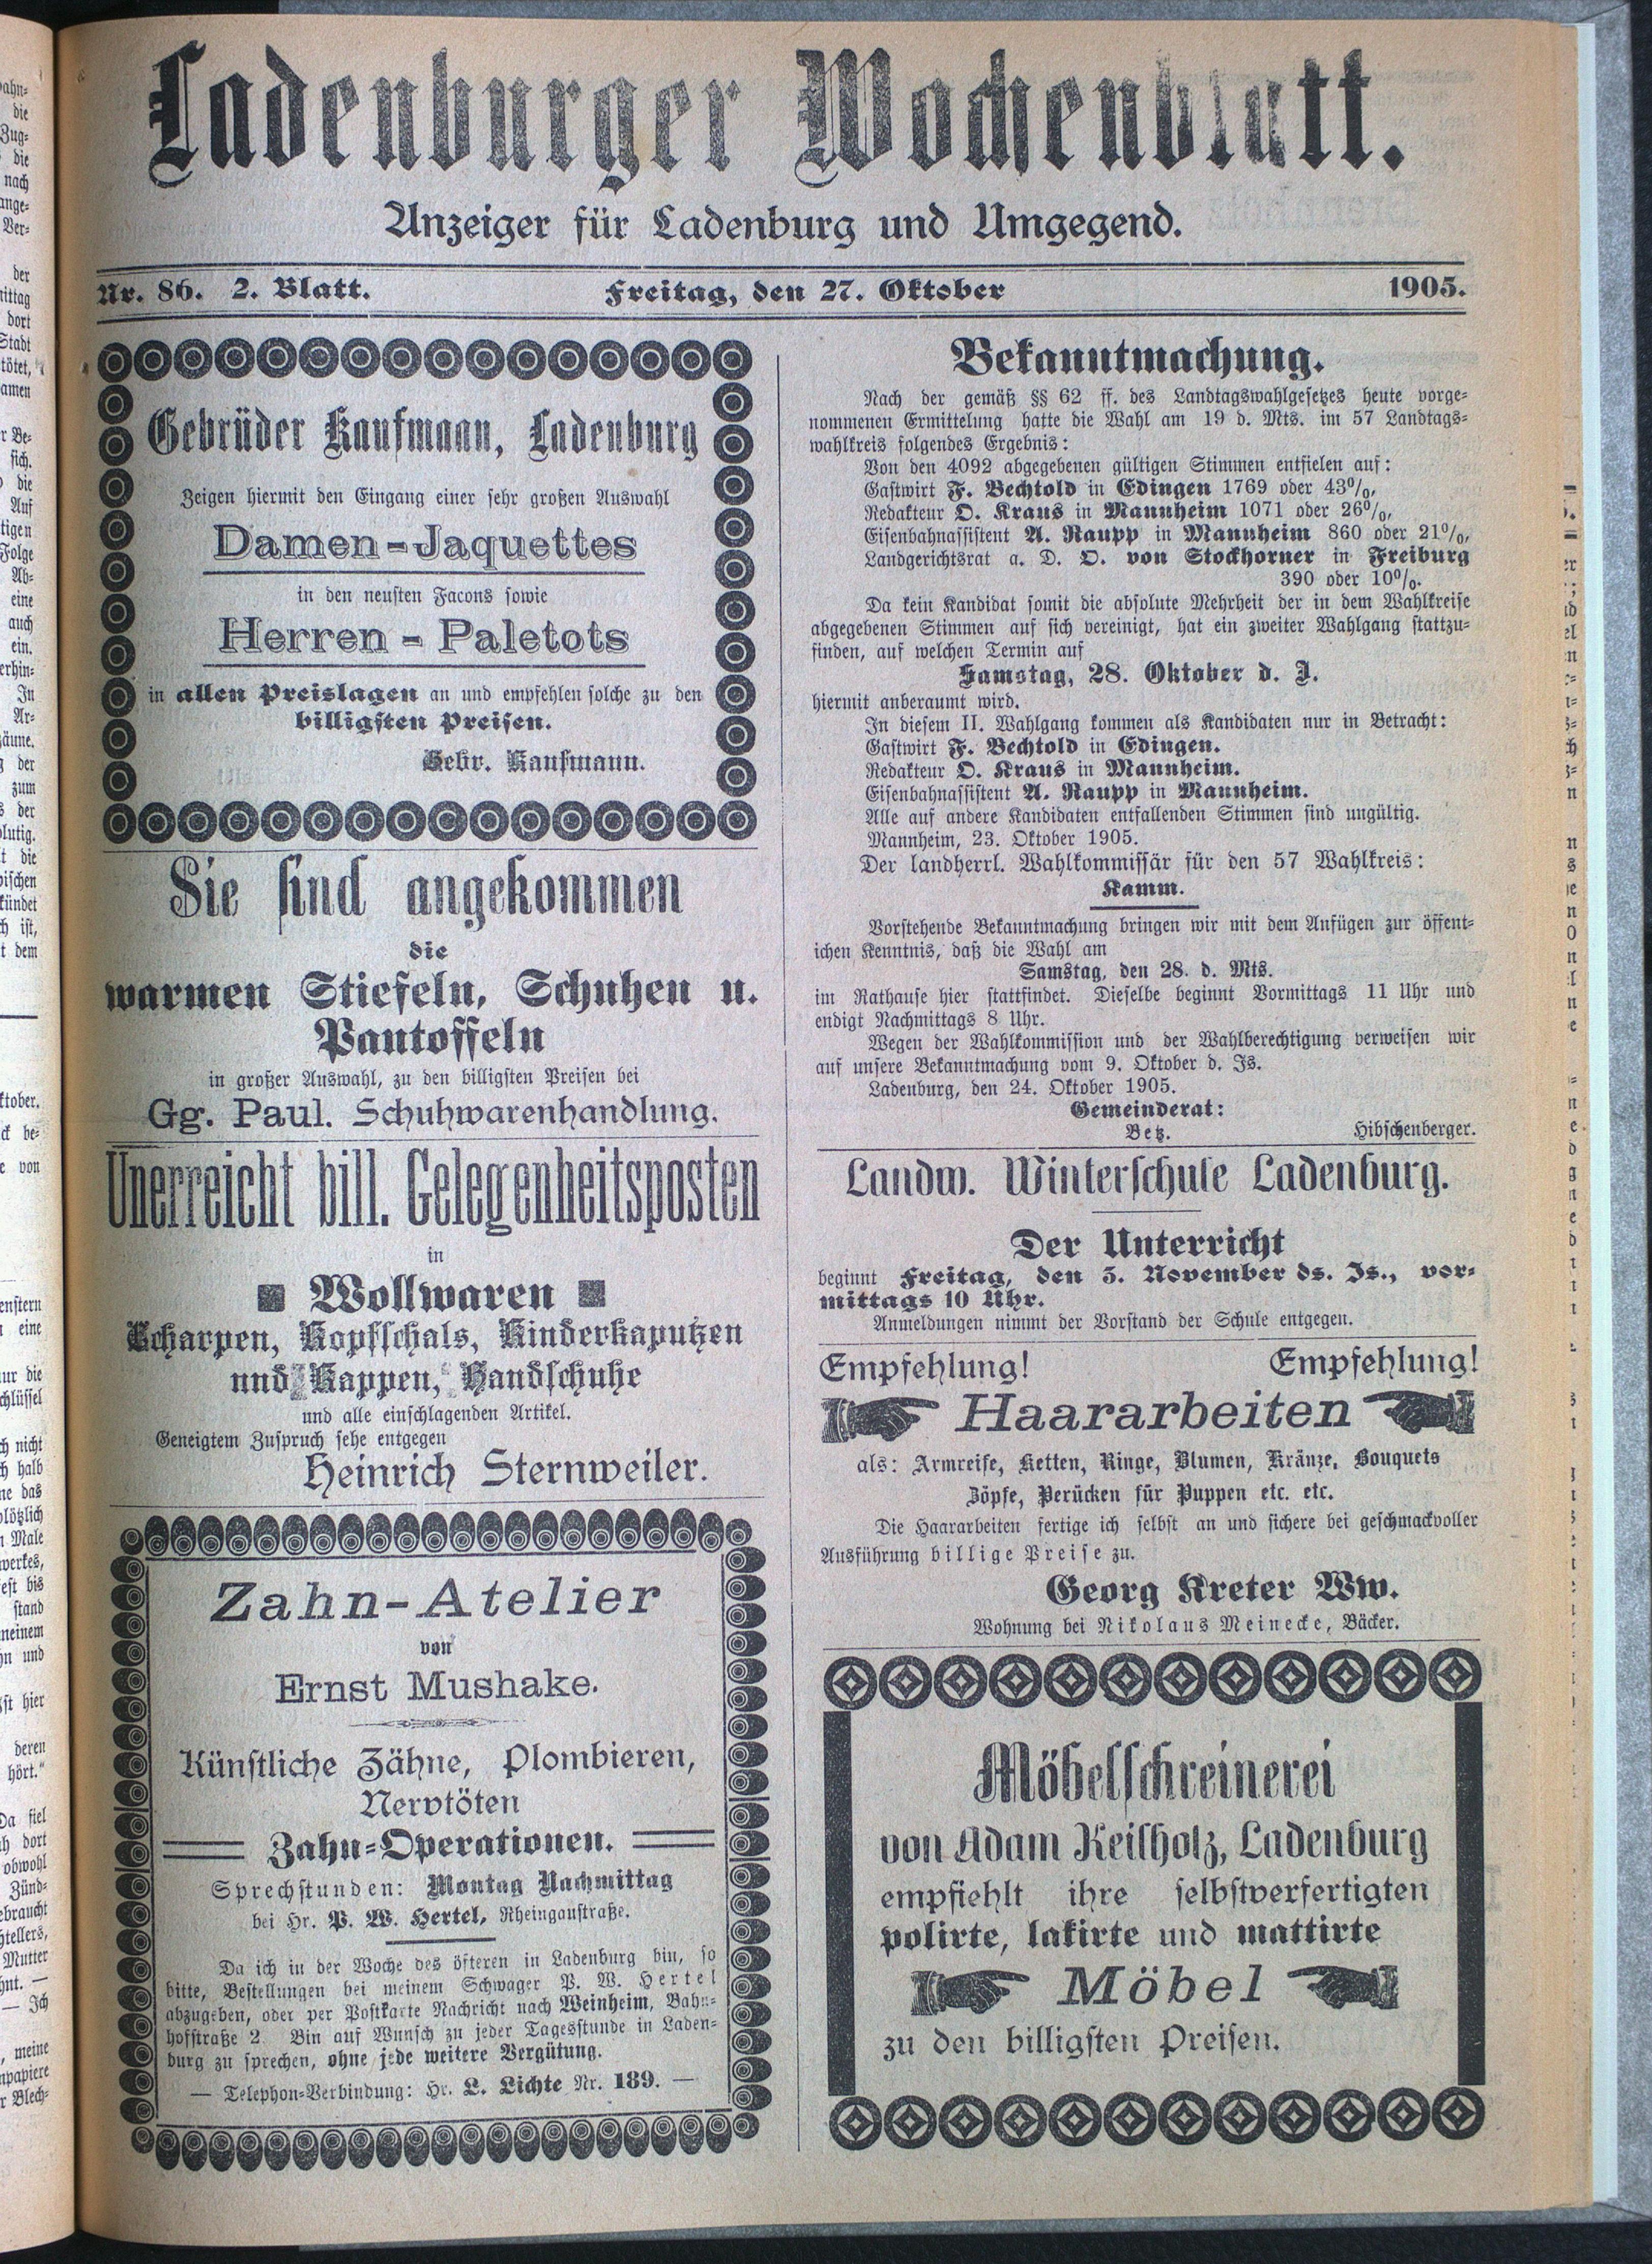 Ladenburger Wochenblatt.
Anzeiger für Ladenburg und Umgegend.
Nr. 86. 2. Blatt. Freitag, den 27. Oktober 1905.
Gebrüder Kaufmann, Ladenburg
Zeigen hiermit den Eingang einer sehr großen Auswahl
Damen-Jaquettes
in den neusten Facons sowie
Herren-Paletots
in allen Preislagen an und empfehlen solche zu den
billigsten Preisen.
Gebr. Kaufmann.
Sie sind angekommen
die
warmen Stiefeln, Schuhen u.
Pantoffeln
in großer Auswahl, zu den billigsten Preisen bei
Gg. Paul. Schuhwarenhandlung.
Unerreicht bill. Gelegenheitsposten
in
Wollwaren
Echarpen, Kopfschals, Kinderkaputzen
und Kappen, Handschuhe
und alle einschlagenden Artikel.
Geneigtem Zuspruch sehe entgegen
Heinrich Sternweiler.
Zahn-Atelier
von
Ernst Mushake.
Künstliche Zähne, Plombieren,
Nervtöten
Zahn-Operationen.
Sprechstunden: Montag Nachmittag
bei Hr. P. W. Hertel, Rheingaustraße.
Da ich in der Woche des öfteren in Ladenburg bin, so
bitte, Bestellungen bei meinem Schwager P. W. Hertel
abzugeben, oder per Postkarte Nachricht nach Weinheim, Bahn-
hofstraße 2. Bin auf Wunsch zu jeder Tagesstunde in Laden-
burg zu sprechen, ohne jede weitere Vergütung.
— Telephon-Verbindung: Hr. L. Lichte Nr. 189. —
Bekanntmachung.
Nach der gemäß §§ 62 ff. des Landtagswahlgesetzes heute vorge-
nommenen Ermittelung hatte die Wahl am 19 d. Mts. im 57 Landtags-
wahlkreis folgendes Ergebnis:
Von den 4092 abgegebenen gültigen Stimmen entfielen auf:
Gastwirt F. Bechtold in Edingen 1769 oder 43%,
Redakteur O. Kraus in Mannheim 1071 oder 26%,
Eisenbahnassistent A. Raupp in Mannheim 860 oder 21%,
Landgerichtsrat a. D. O. von Stockhorner in Freiburg
390 oder 10%.
Da kein Kandidat somit die absolute Mehrheit der in dem Wahlkreise
abgegebenen Stimmen auf sich vereinigt, hat ein zweiter Wahlgang stattzu-
finden, auf welchen Termin auf
Samstag, 28. Oktober d. J.
hiermit anberaumt wird.
In diesem II. Wahlgang kommen als Kandidaten nur in Betracht:
Gastwirt F. Bechtold in Edingen.
Redakteur O. Kraus in Mannheim.
Eisenbahnassistent A. Raupp in Mannheim.
Alle auf andere Kandidaten entfallenden Stimmen sind ungültig.
Mannheim, 23. Oktober 1905.
Der landherrl. Wahlkommissär für den 57 Wahlkreis:
Kamm.
Vorstehende Bekanntmachung bringen wir mit dem Anfügen zur öffent-
ichen Kenntnis, daß die Wahl am
Samstag, den 28. d. Mts.
im Rathause hier stattfindet. Dieselbe beginnt Vormittags 11 Uhr und
endigt Nachmittags 8 Uhr.
Wegen der Wahlkommission und der Wahlberechtigung verweisen wir
auf unsere Bekanntmachung vom 9. Oktober d. Js.
Ladenburg, den 24. Oktober 1905.
Gemeinderat:
Betz. Hibschenberger.
Landw. Winterschule Ladenburg.
Der Unterricht
beginnt Freitag, den 3. November ds. Js., vor-
mittags 10 Uhr.
Anmeldungen nimmt der Vorstand der Schule entgegen.
Empfehlung! Empfehlung!
Haararbeiten
als: Armreife, Ketten, Ringe, Blumen, Kränze, Bouquets
Zöpfe, Perücken für Puppen etc. etc.
Die Haararbeiten fertige ich selbst an und sichere bei geschmackvoller
Ausführung billige Preise zu.
Georg Kreter Ww.
Wohnung bei Nikolaus Meinecke, Bäcker.
Möbelschreinerei
von Adam Keilholz, Ladenburg
empfiehlt ihre selbstverfertigten
polirte, lakirte und mattirte
Möbel
zu den billigsten Preisen.